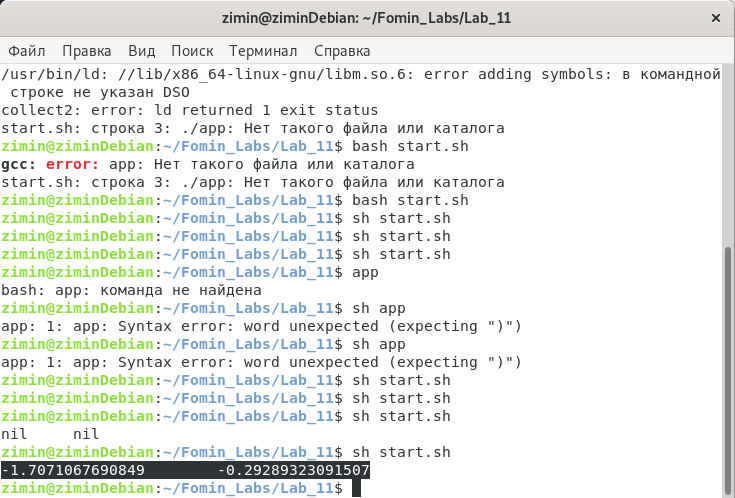 zimin@ziminDebian: ~/Fomin_Labs/Lab_11
Файл Правка Вид Поиск Терминал Справка
/usr/bin/ld: //lib/x86_64-linux-gnu/libm.so.6: error adding symbols: в командной
 строке не указан DSO
collect2: error: ld returned 1 exit status
start.sh: строка 3: ./app: Нет такого файла или каталога
zimin@ziminDebian:~/Fomin_Labs/Lab_11$ bash start.sh
gcc: error: app: Нет такого файла или каталога
start.sh: строка 3: ./app: Нет такого файла или каталога
zimin@ziminDebian:~/Fomin_Labs/Lab_11$ bash start.sh
zimin@ziminDebian:~/Fomin_Labs/Lab_11$ sh start.sh
zimin@ziminDebian:~/Fomin_Labs/Lab_11$ sh start.sh
zimin@ziminDebian:~/Fomin_Labs/Lab_11$ sh start.sh
zimin@ziminDebian:~/Fomin_Labs/Lab_11$ app
bash: app: команда не найдена
zimin@ziminDebian:~/Fomin_Labs/Lab_11$ sh app
app: 1: app: Syntax error: word unexpected (expecting ")")
zimin@ziminDebian:~/Fomin_Labs/Lab_11$ sh app
app: 1: app: Syntax error: word unexpected (expecting ")")
zimin@ziminDebian:~/Fomin_Labs/Lab_11$ sh start.sh
zimin@ziminDebian:~/Fomin_Labs/Lab_11$ sh start.sh
zimin@ziminDebian:~/Fomin_Labs/Lab_11$ sh start.sh
nil     nil
zimin@ziminDebian:~/Fomin_Labs/Lab_11$ sh start.sh
-1.7071067690849        -0.29289323091507
zimin@ziminDebian:~/Fomin_Labs/Lab_11$